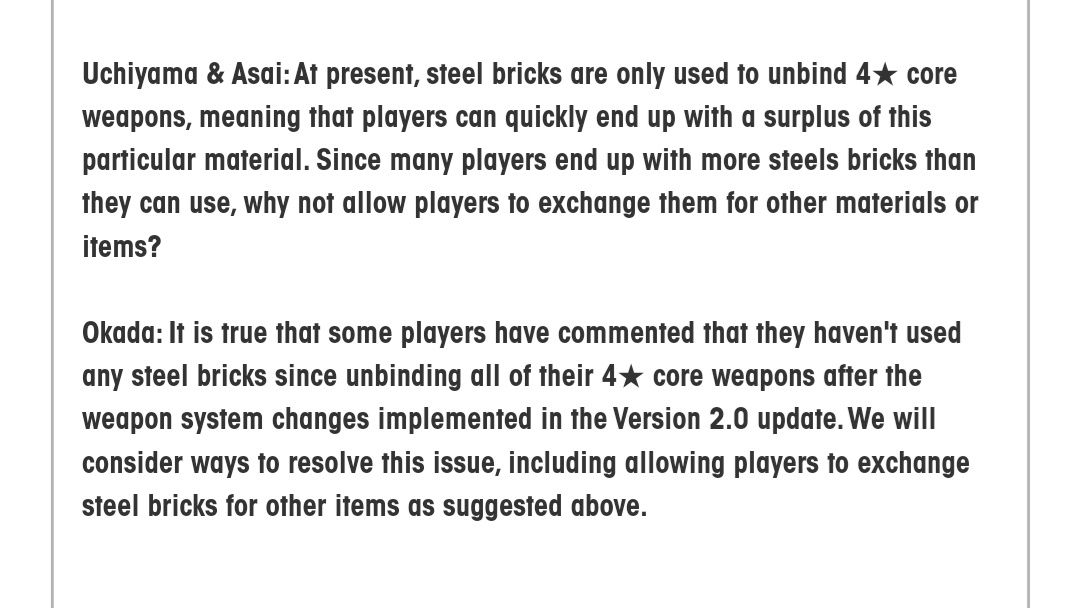 Uchiyama & Asai: At present, steel bricks are only used to unbind 4★ core
weapons, meaning that players can quickly end up with a surplus of this
particular material. Since many players end up with more steels bricks than
they can use, why not allow players to exchange them for other materials or
items?
Okada: It is true that some players have commented that they haven't used
any steel bricks since unbinding all of their 4★ core weapons after the
weapon system changes implemented in the Version 2.0 update. We will
consider ways to resolve this issue, including allowing players to exchange
steel bricks for other items as suggested above.